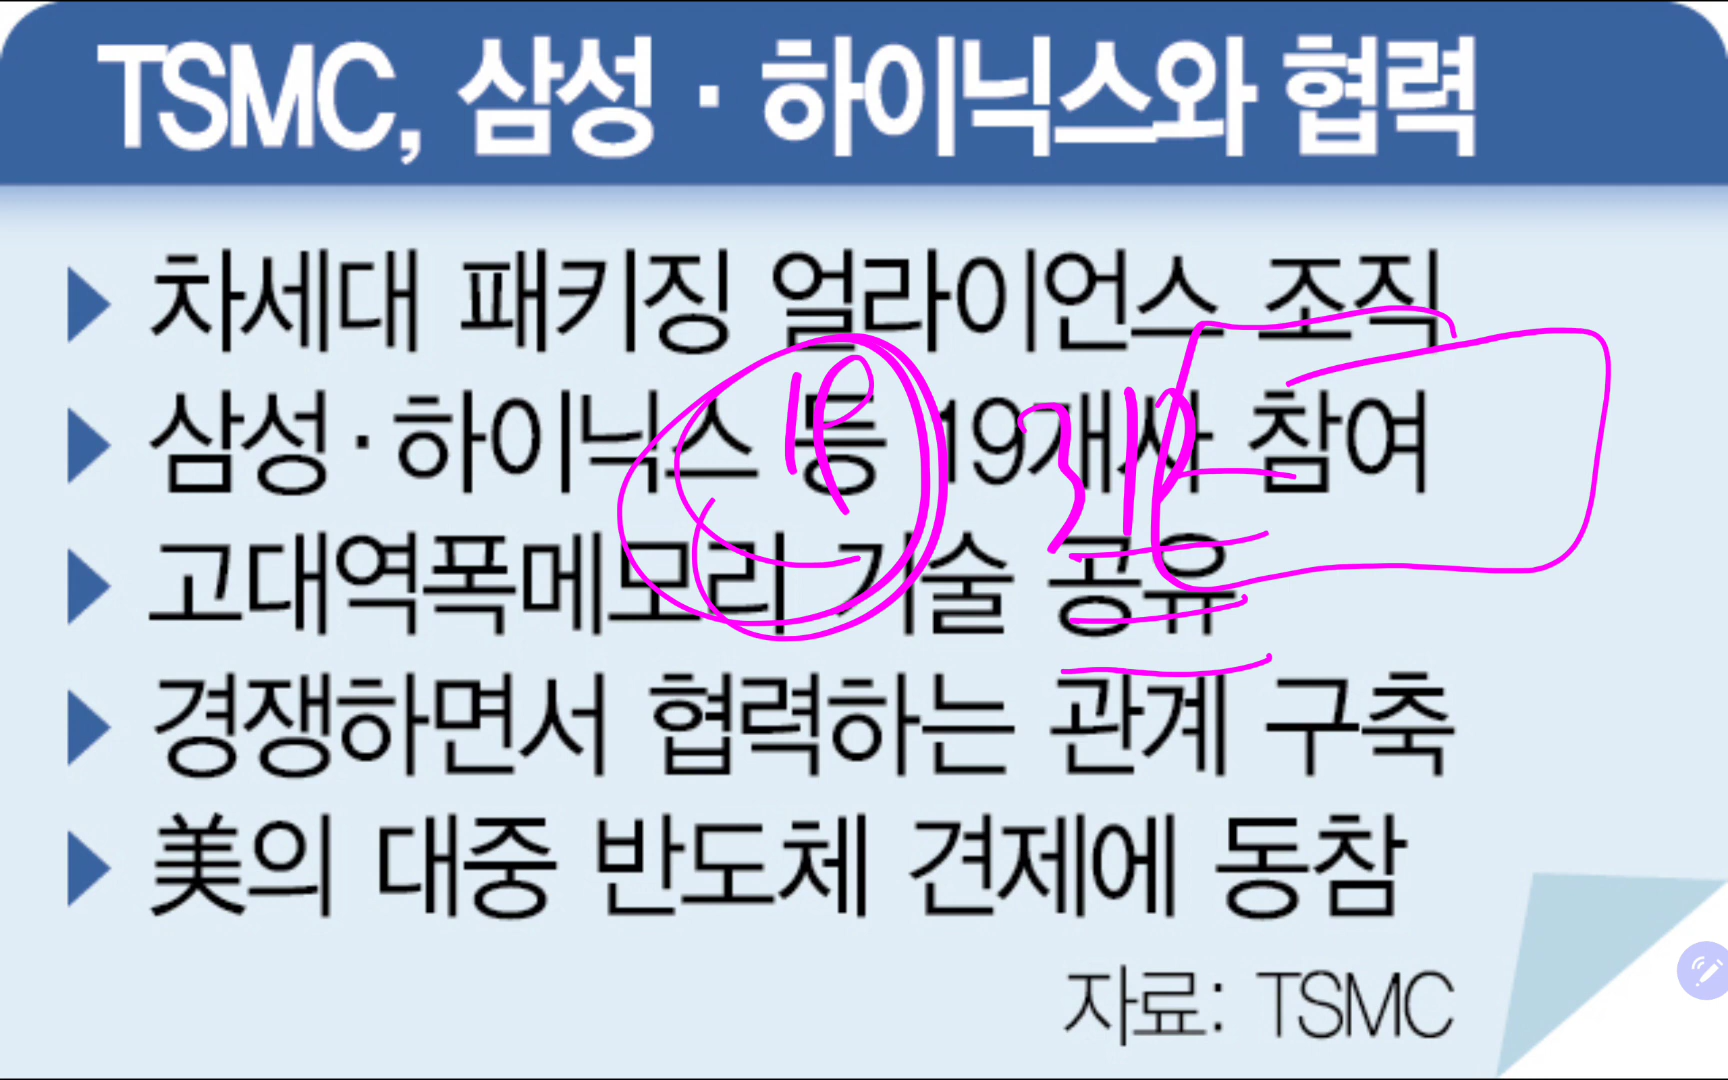 TSMC, 삼성·하이닉스와 협력
차세대 패키징 얼라이언스 조직
삼성·하이닉스 등 19개사 참여
고대역폭메모리 기술 공유
경쟁하면서 협력하는 관계 구축
美의 대중 반도체 견제에 동참
자료: TSMC